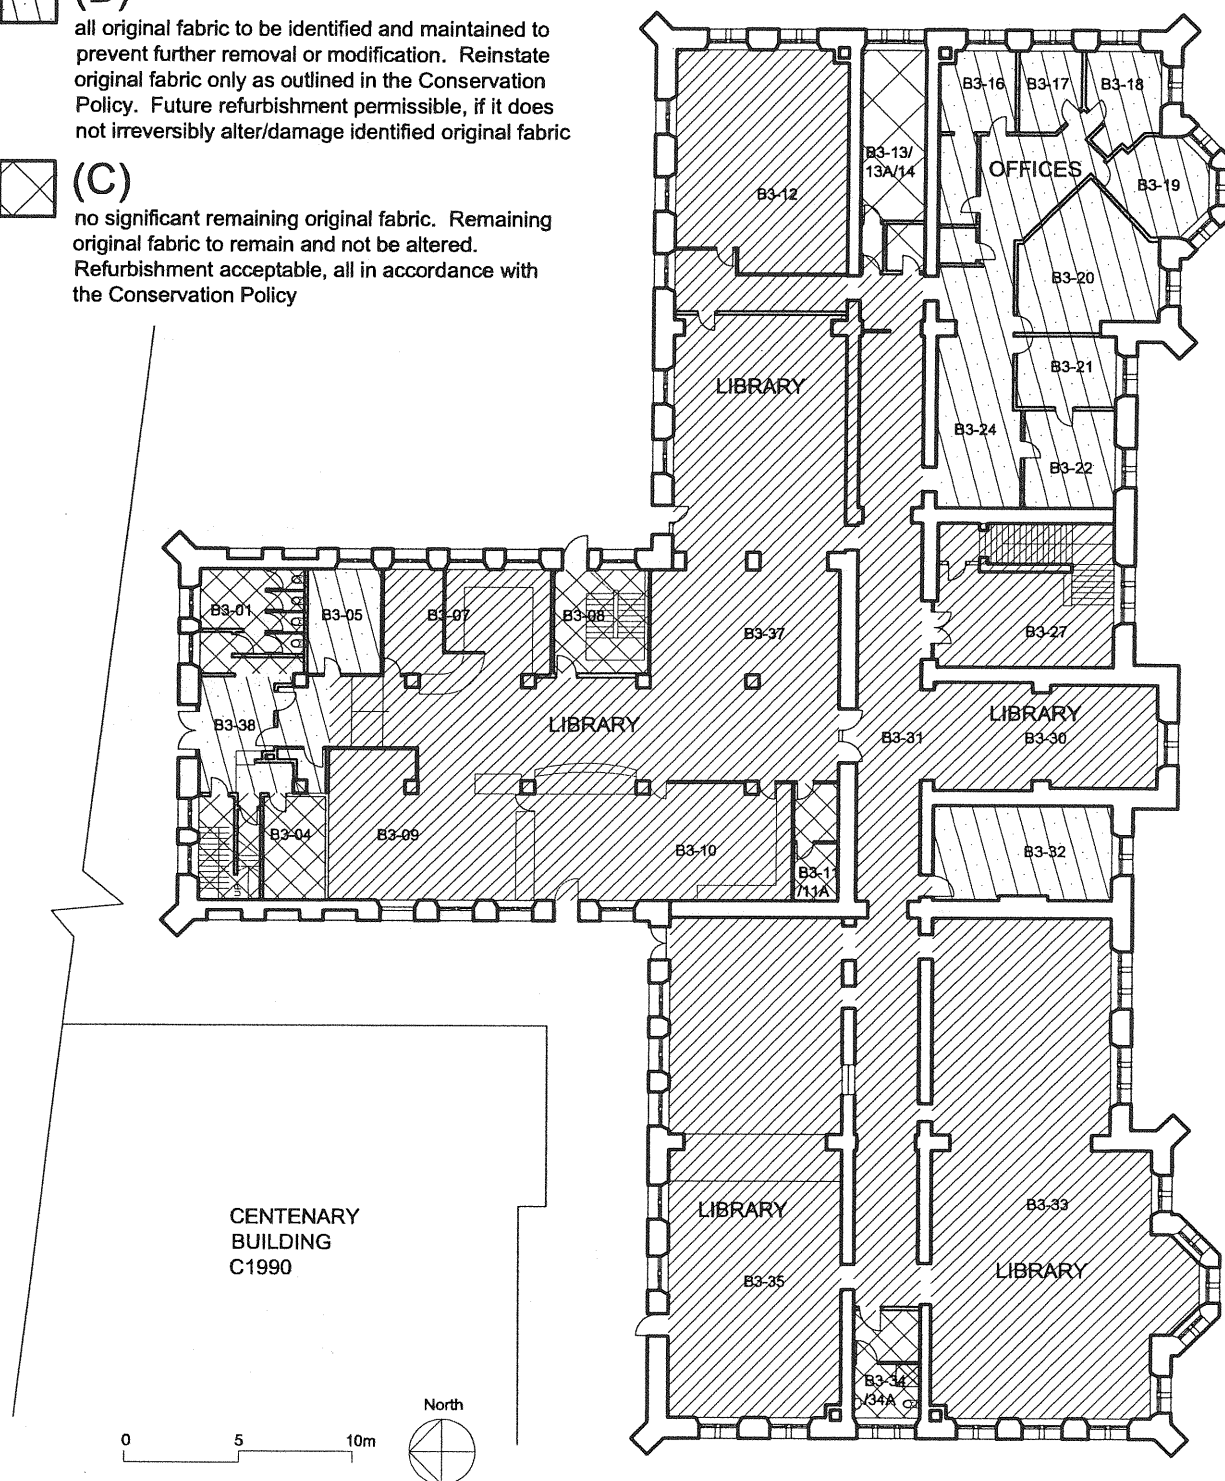 (B)
all original fabric to be identified and maintained to
prevent further removal or modification. Reinstate
original fabric only as outlined in the Conservation
Policy. Future refurbishment permissible, if it does
not irreversibly alter/damage identified original fabric
(C)
no significant remaining original fabric. Remaining
original fabric to remain and not be altered.
Refurbishment acceptable, all in accordance with
the Conservation Policy
B3-16
B3-17
B3-18
B3-13/
13A/14
OFFICES
B3-12
B3-19
B3-20
LIBRARY
B3-21
B3-24
B3-22
B3-01
B3-05
B3-07
B3-08
B3-37
B3-27
B3-38
LIBRARY
B3-31
LIBRARY
B3-30
B3-04
B3-09
B3-10
B3-11
/11A
B3-32
CENTENARY
BUILDING
C1990
LIBRARY
B3-33
LIBRARY
B3-35
B3-34
/34A
North
0 5 10m